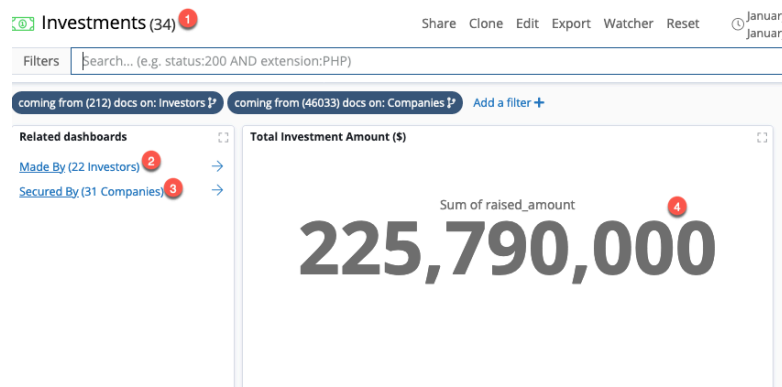 Investments (34) 1
Share Clone Edit Export Watcher Reset
Januar
Januar
Filters
Search... (e.g. status:200 AND extension:PHP)
coming from (212) docs on: Investors
coming from (46033) docs on: Companies
Add a filter +
Related dashboards
Made By (22 Investors) 2
Secured By (31 Companies) 3
Total Investment Amount ($)
4
Sum of raised_amount
225,790,000